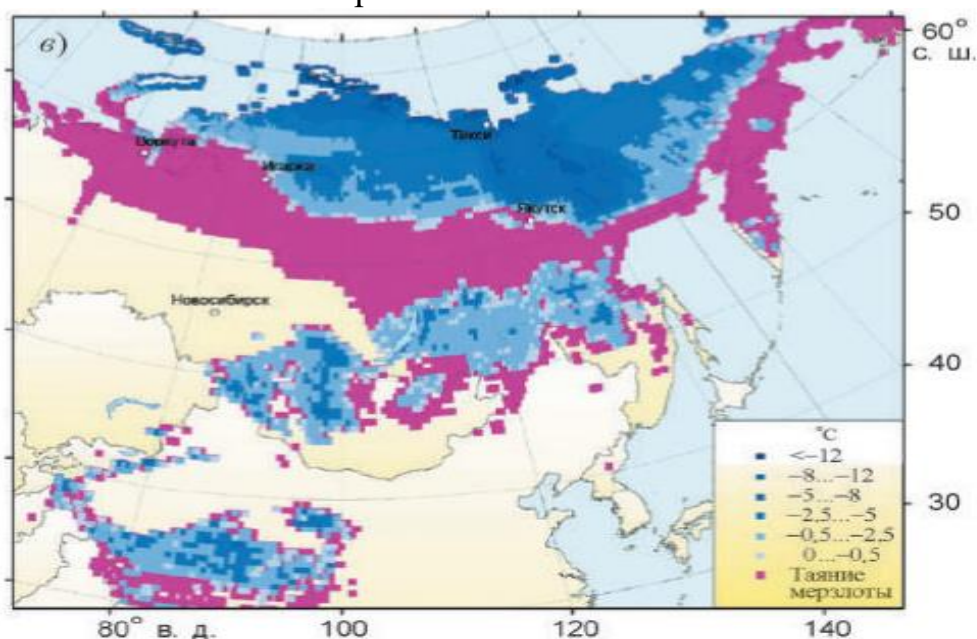 в)
60°
с. ш.
Воркута
Тикси
Игарка
Якутск
50
Новосибирск
40
°C
<−12
−8...−12
−5...−8
−2,5...−5
−0,5...−2,5
0...−0,5
Таяние
мерзлоты
30
80° в. д.
100
120
140